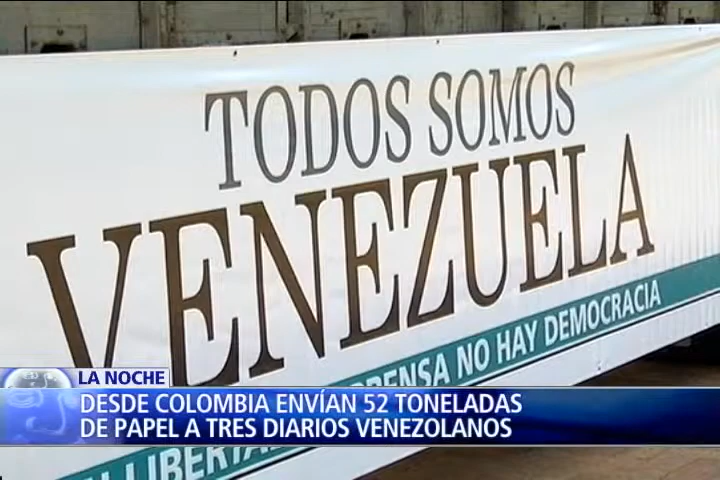 TODOS SOMOS
VENEZUELA
PRENSA NO HAY DEMOCRACIA
LA NOCHE
DESDE COLOMBIA ENVÍAN 52 TONELADAS
DE PAPEL A TRES DIARIOS VENEZOLANOS